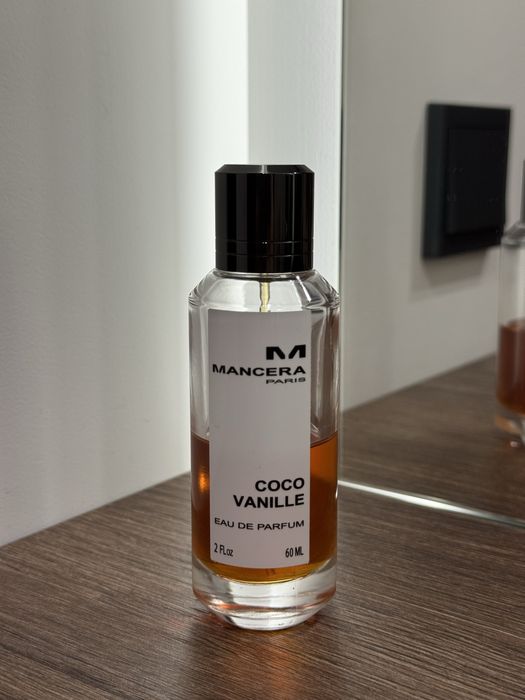 M
MANCERA
PARIS
COCO
VANILLE
EAU DE PARFUM
2 Fl.oz 60 ML